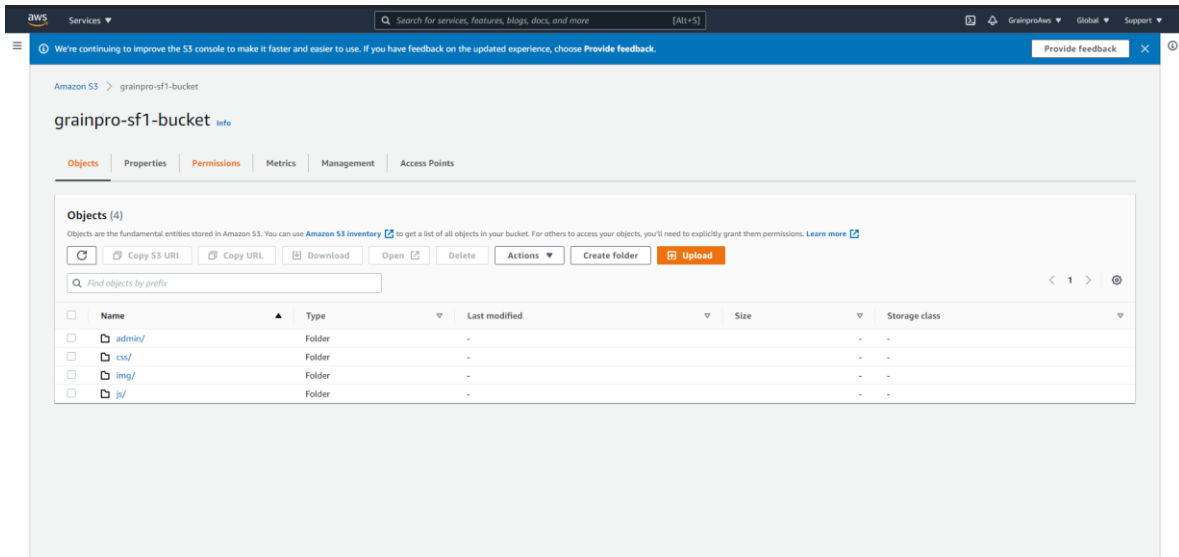 aws Services ▼ Search for services, features, blogs, docs, and more [Alt+S] GrainproAws ▼ Global ▼ Support ▼
We're continuing to improve the S3 console to make it faster and easier to use. If you have feedback on the updated experience, choose Provide feedback. Provide feedback
Amazon S3 > grainpro-sf1-bucket
grainpro-sf1-bucket Info
Objects Properties Permissions Metrics Management Access Points
Objects (4)
Objects are the fundamental entities stored in Amazon S3. You can use Amazon S3 inventory to get a list of all objects in your bucket. For others to access your objects, you'll need to explicitly grant them permissions. Learn more
Copy S3 URI Copy URL Download Open Delete Actions ▼ Create folder Upload
Find objects by prefix < 1 >
Name ▲ Type Last modified Size Storage class
admin/ Folder - - -
css/ Folder - - -
img/ Folder - - -
js/ Folder - - -